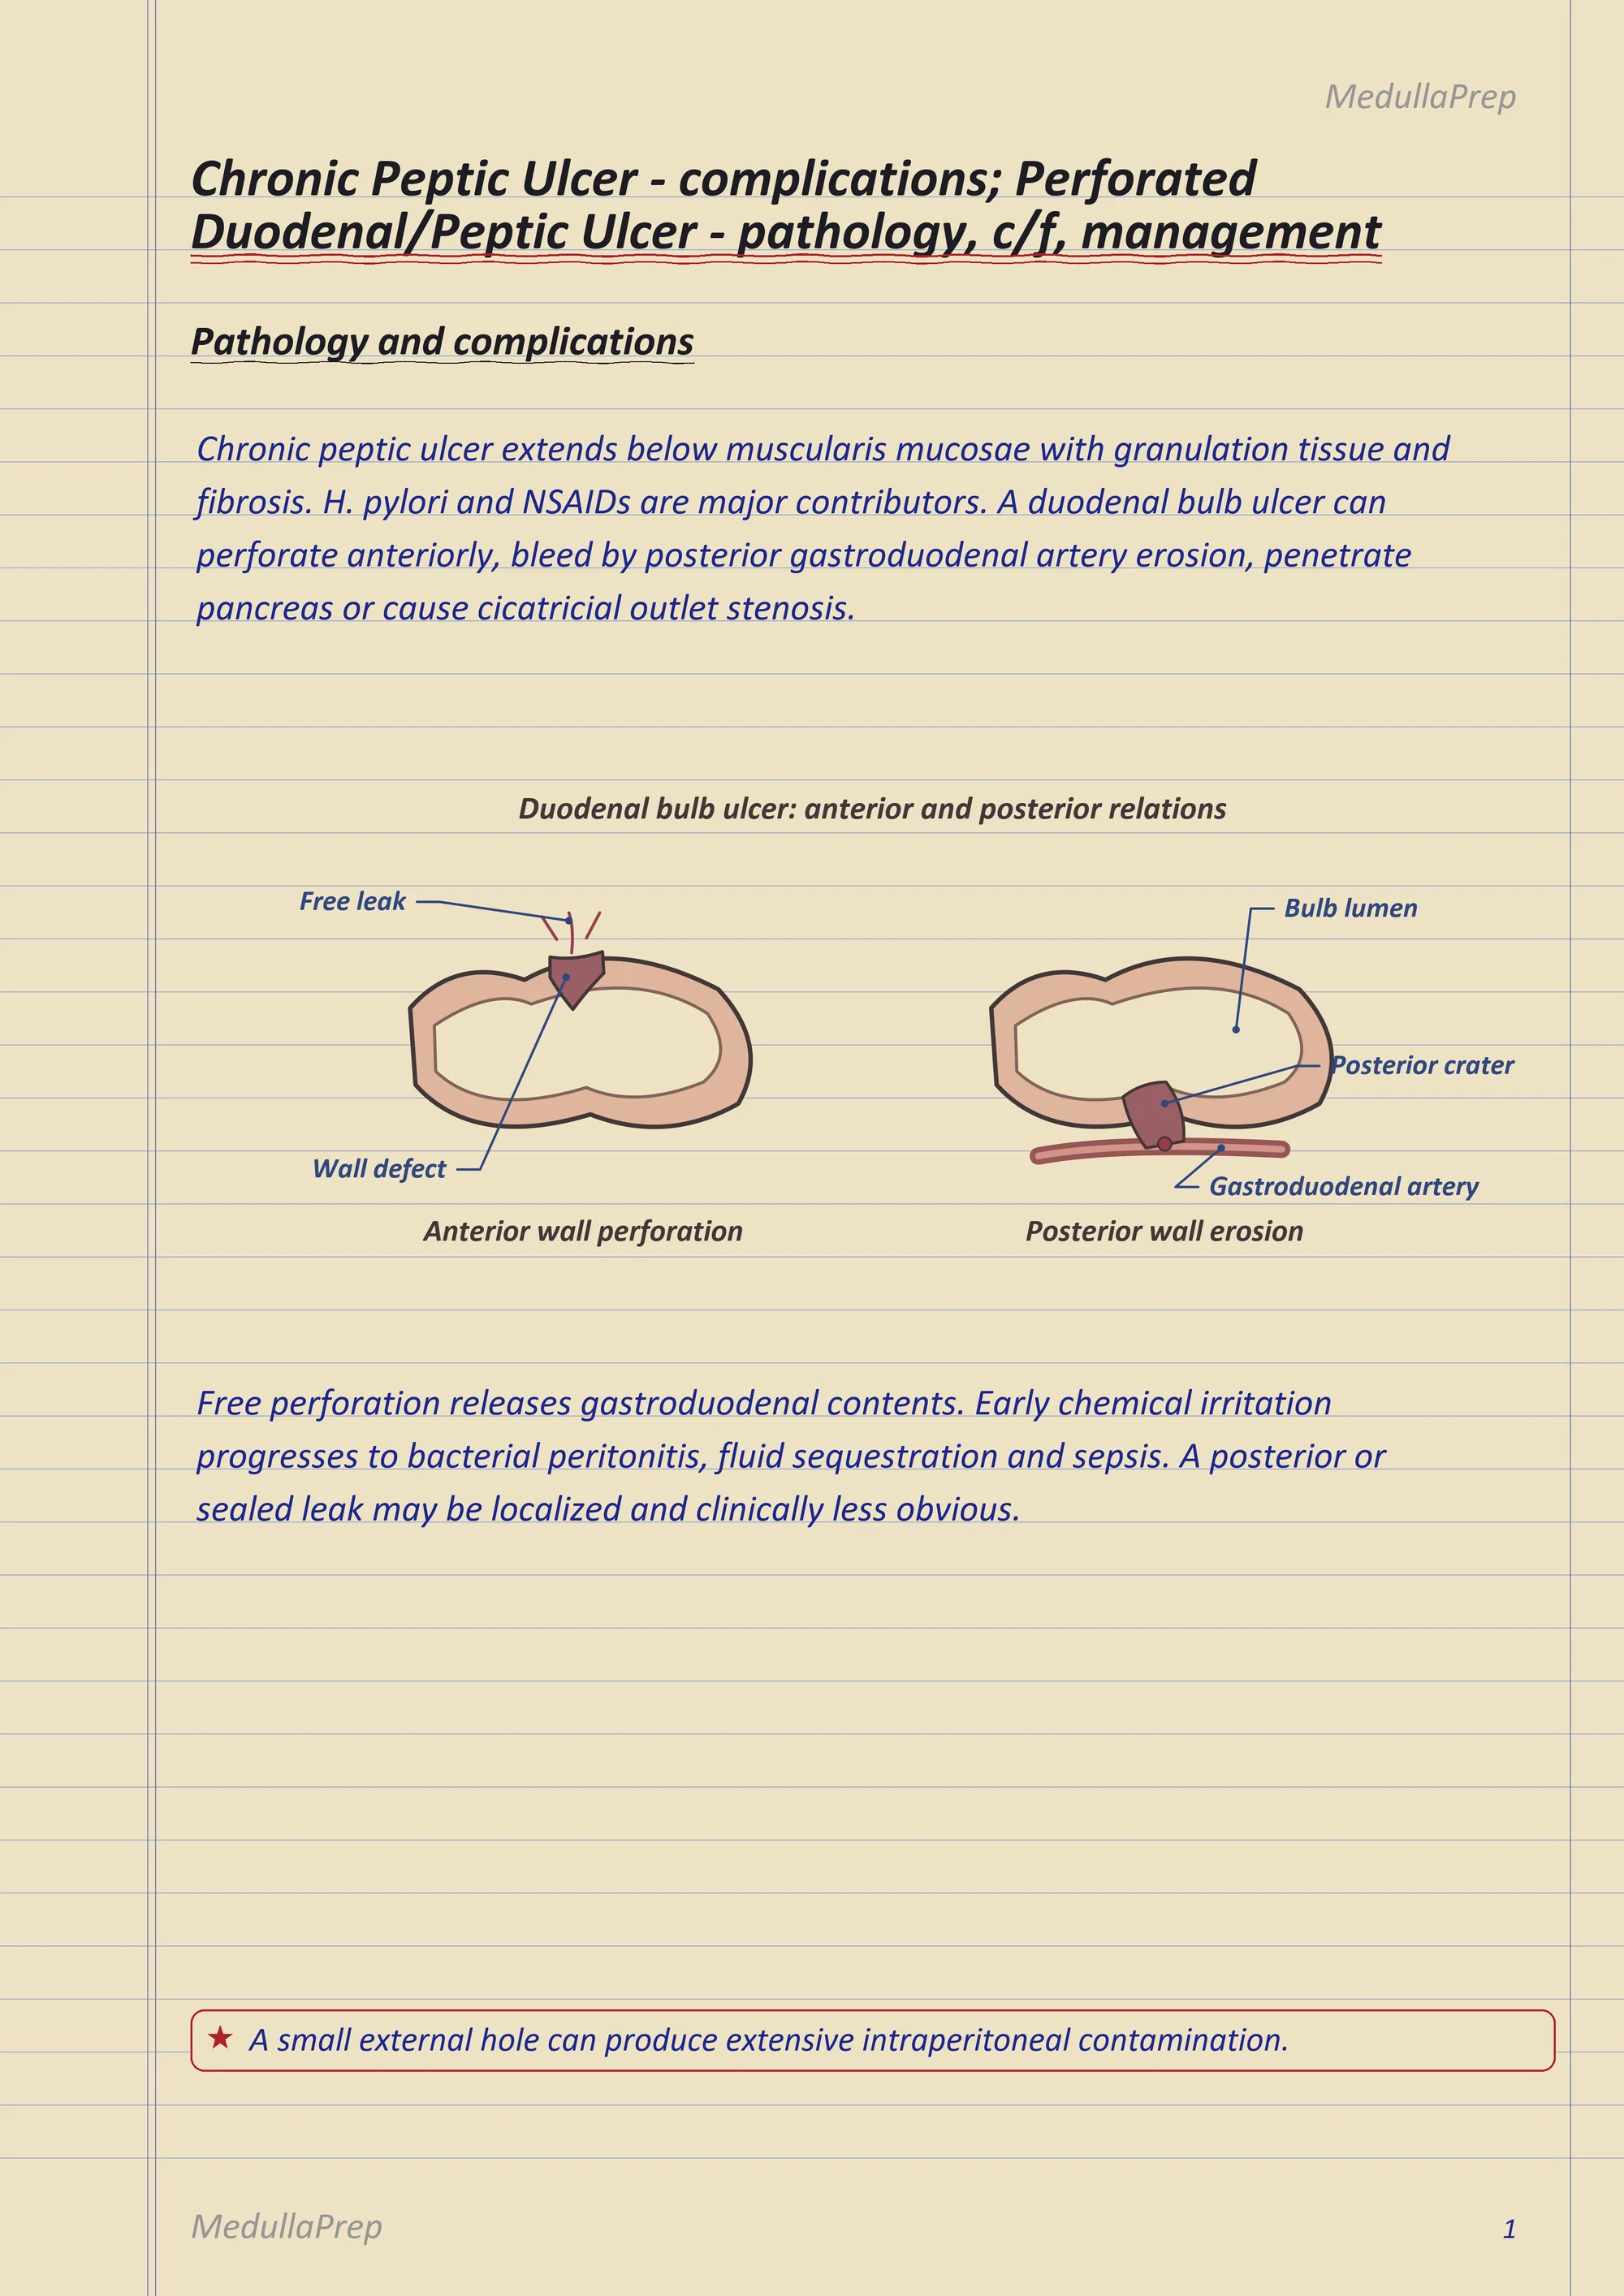 MedullaPrep
Chronic Peptic Ulcer - complications; Perforated
Duodenal/Peptic Ulcer - pathology, c/f, management
Pathology and complications
Chronic peptic ulcer extends below muscularis mucosae with granulation tissue and
fibrosis. H. pylori and NSAIDs are major contributors. A duodenal bulb ulcer can
perforate anteriorly, bleed by posterior gastroduodenal artery erosion, penetrate
pancreas or cause cicatricial outlet stenosis.
Duodenal bulb ulcer: anterior and posterior relations
Free leak
Wall defect
Anterior wall perforation
Bulb lumen
Posterior crater
Gastroduodenal artery
Posterior wall erosion
Free perforation releases gastroduodenal contents. Early chemical irritation
progresses to bacterial peritonitis, fluid sequestration and sepsis. A posterior or
sealed leak may be localized and clinically less obvious.
★ A small external hole can produce extensive intraperitoneal contamination.
MedullaPrep
1